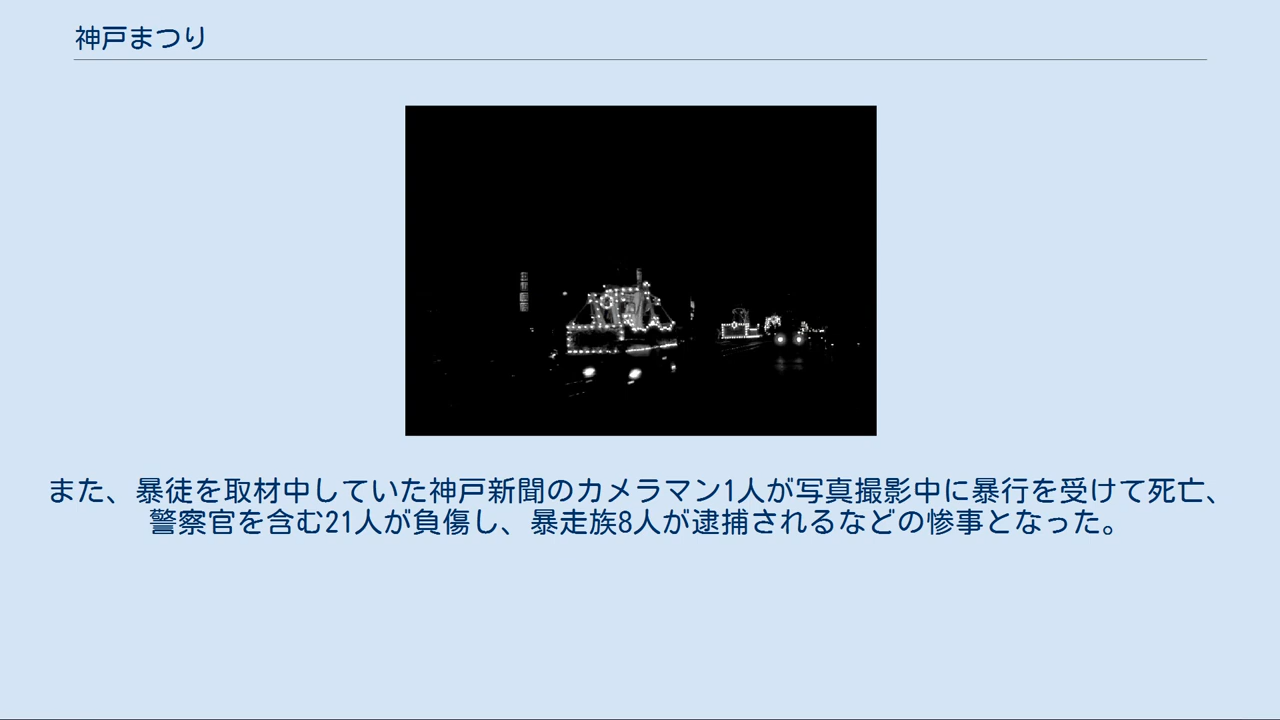 神戸まつり
また、暴徒を取材中していた神戸新聞のカメラマン1人が写真撮影中に暴行を受けて死亡、
警察官を含む21人が負傷し、暴走族8人が逮捕されるなどの惨事となった。